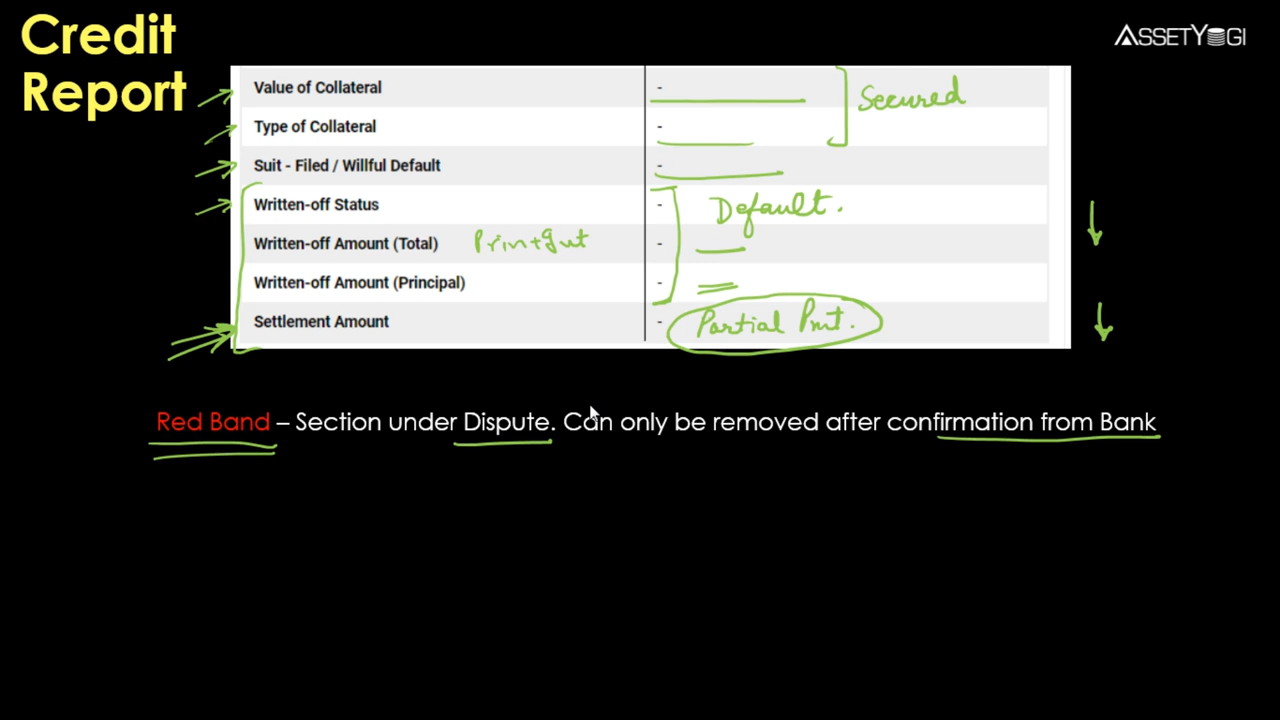 Credit
Report
ASSETYOGI
Value of Collateral -
Secured
Type of Collateral -
Suit - Filed / Willful Default -
Written-off Status - Default.
Written-off Amount (Total) Prin+Int -
Written-off Amount (Principal) -
Settlement Amount - Partial Pmt.
Red Band – Section under Dispute. Can only be removed after confirmation from Bank